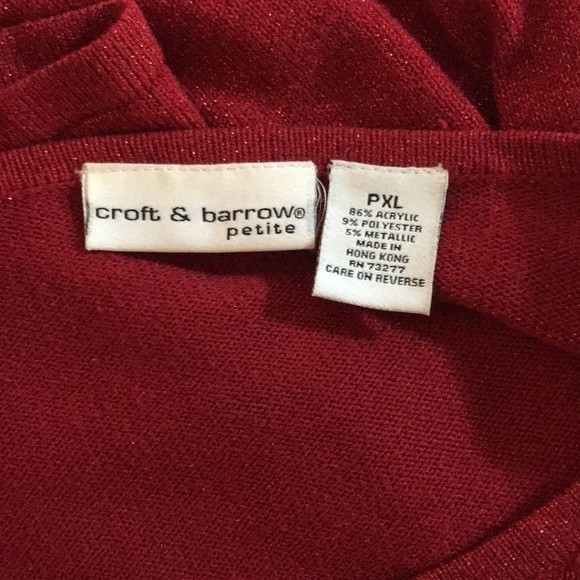 croft & barrow®
petite
PXL
86% ACRYLIC
9% POLYESTER
5% METALLIC
MADE IN
HONG KONG
RN 73277
CARE ON REVERSE